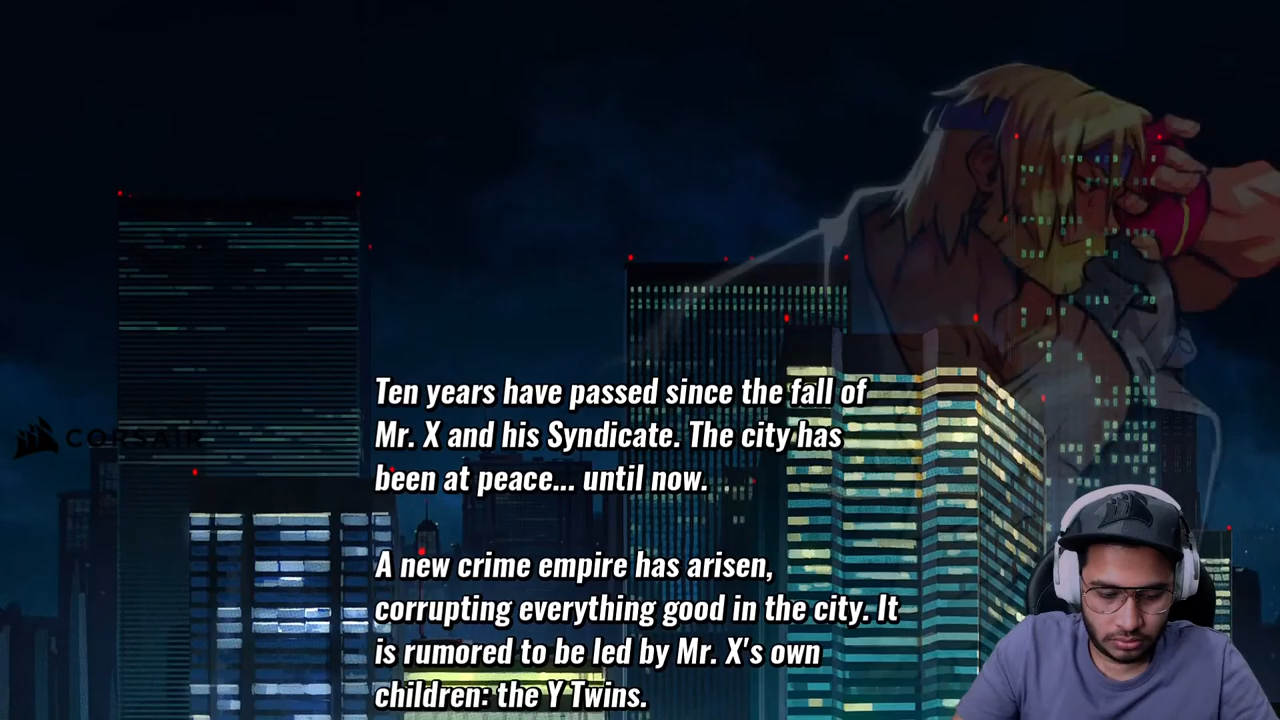 Ten years have passed since the fall of
Mr. X and his Syndicate. The city has
been at peace... until now.
CORSAIR
A new crime empire has arisen,
corrupting everything good in the city. It
is rumored to be led by Mr. X's own
children: the Y Twins.